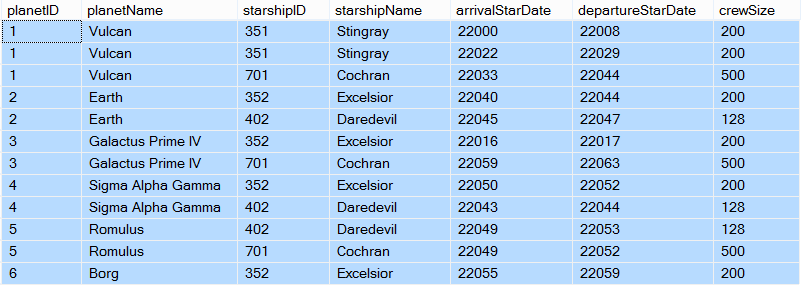 planetID planetName starshipID starshipName arrivalStarDate departureStarDate crewSize
1 Vulcan 351 Stingray 22000 22008 200
1 Vulcan 351 Stingray 22022 22029 200
1 Vulcan 701 Cochran 22033 22044 500
2 Earth 352 Excelsior 22040 22044 200
2 Earth 402 Daredevil 22045 22047 128
3 Galactus Prime IV 352 Excelsior 22016 22017 200
3 Galactus Prime IV 701 Cochran 22059 22063 500
4 Sigma Alpha Gamma 352 Excelsior 22050 22052 200
4 Sigma Alpha Gamma 402 Daredevil 22043 22044 128
5 Romulus 402 Daredevil 22049 22053 128
5 Romulus 701 Cochran 22049 22052 500
6 Borg 352 Excelsior 22055 22059 200